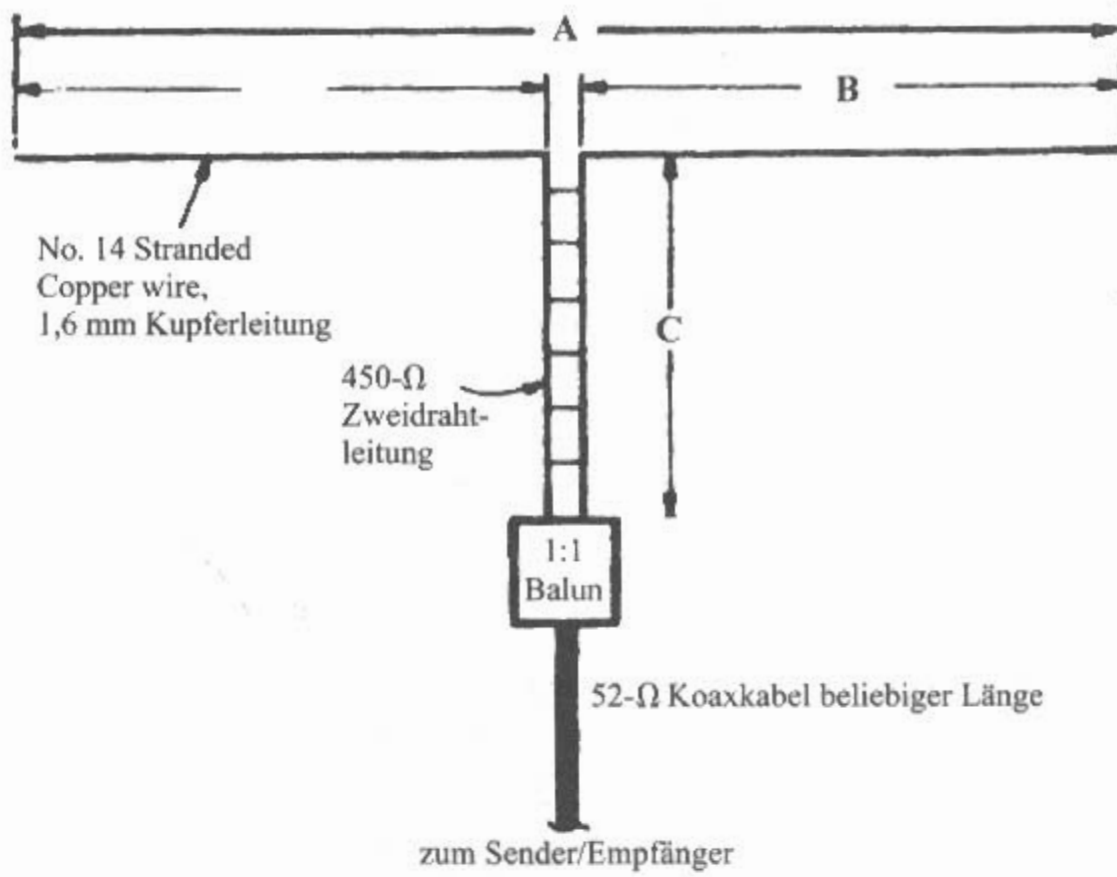 A
B
No. 14 Stranded
Copper wire,
1,6 mm Kupferleitung
C
450-Ω
Zweidraht-
leitung
1:1
Balun
52-Ω Koaxkabel beliebiger Länge
zum Sender/Empfänger